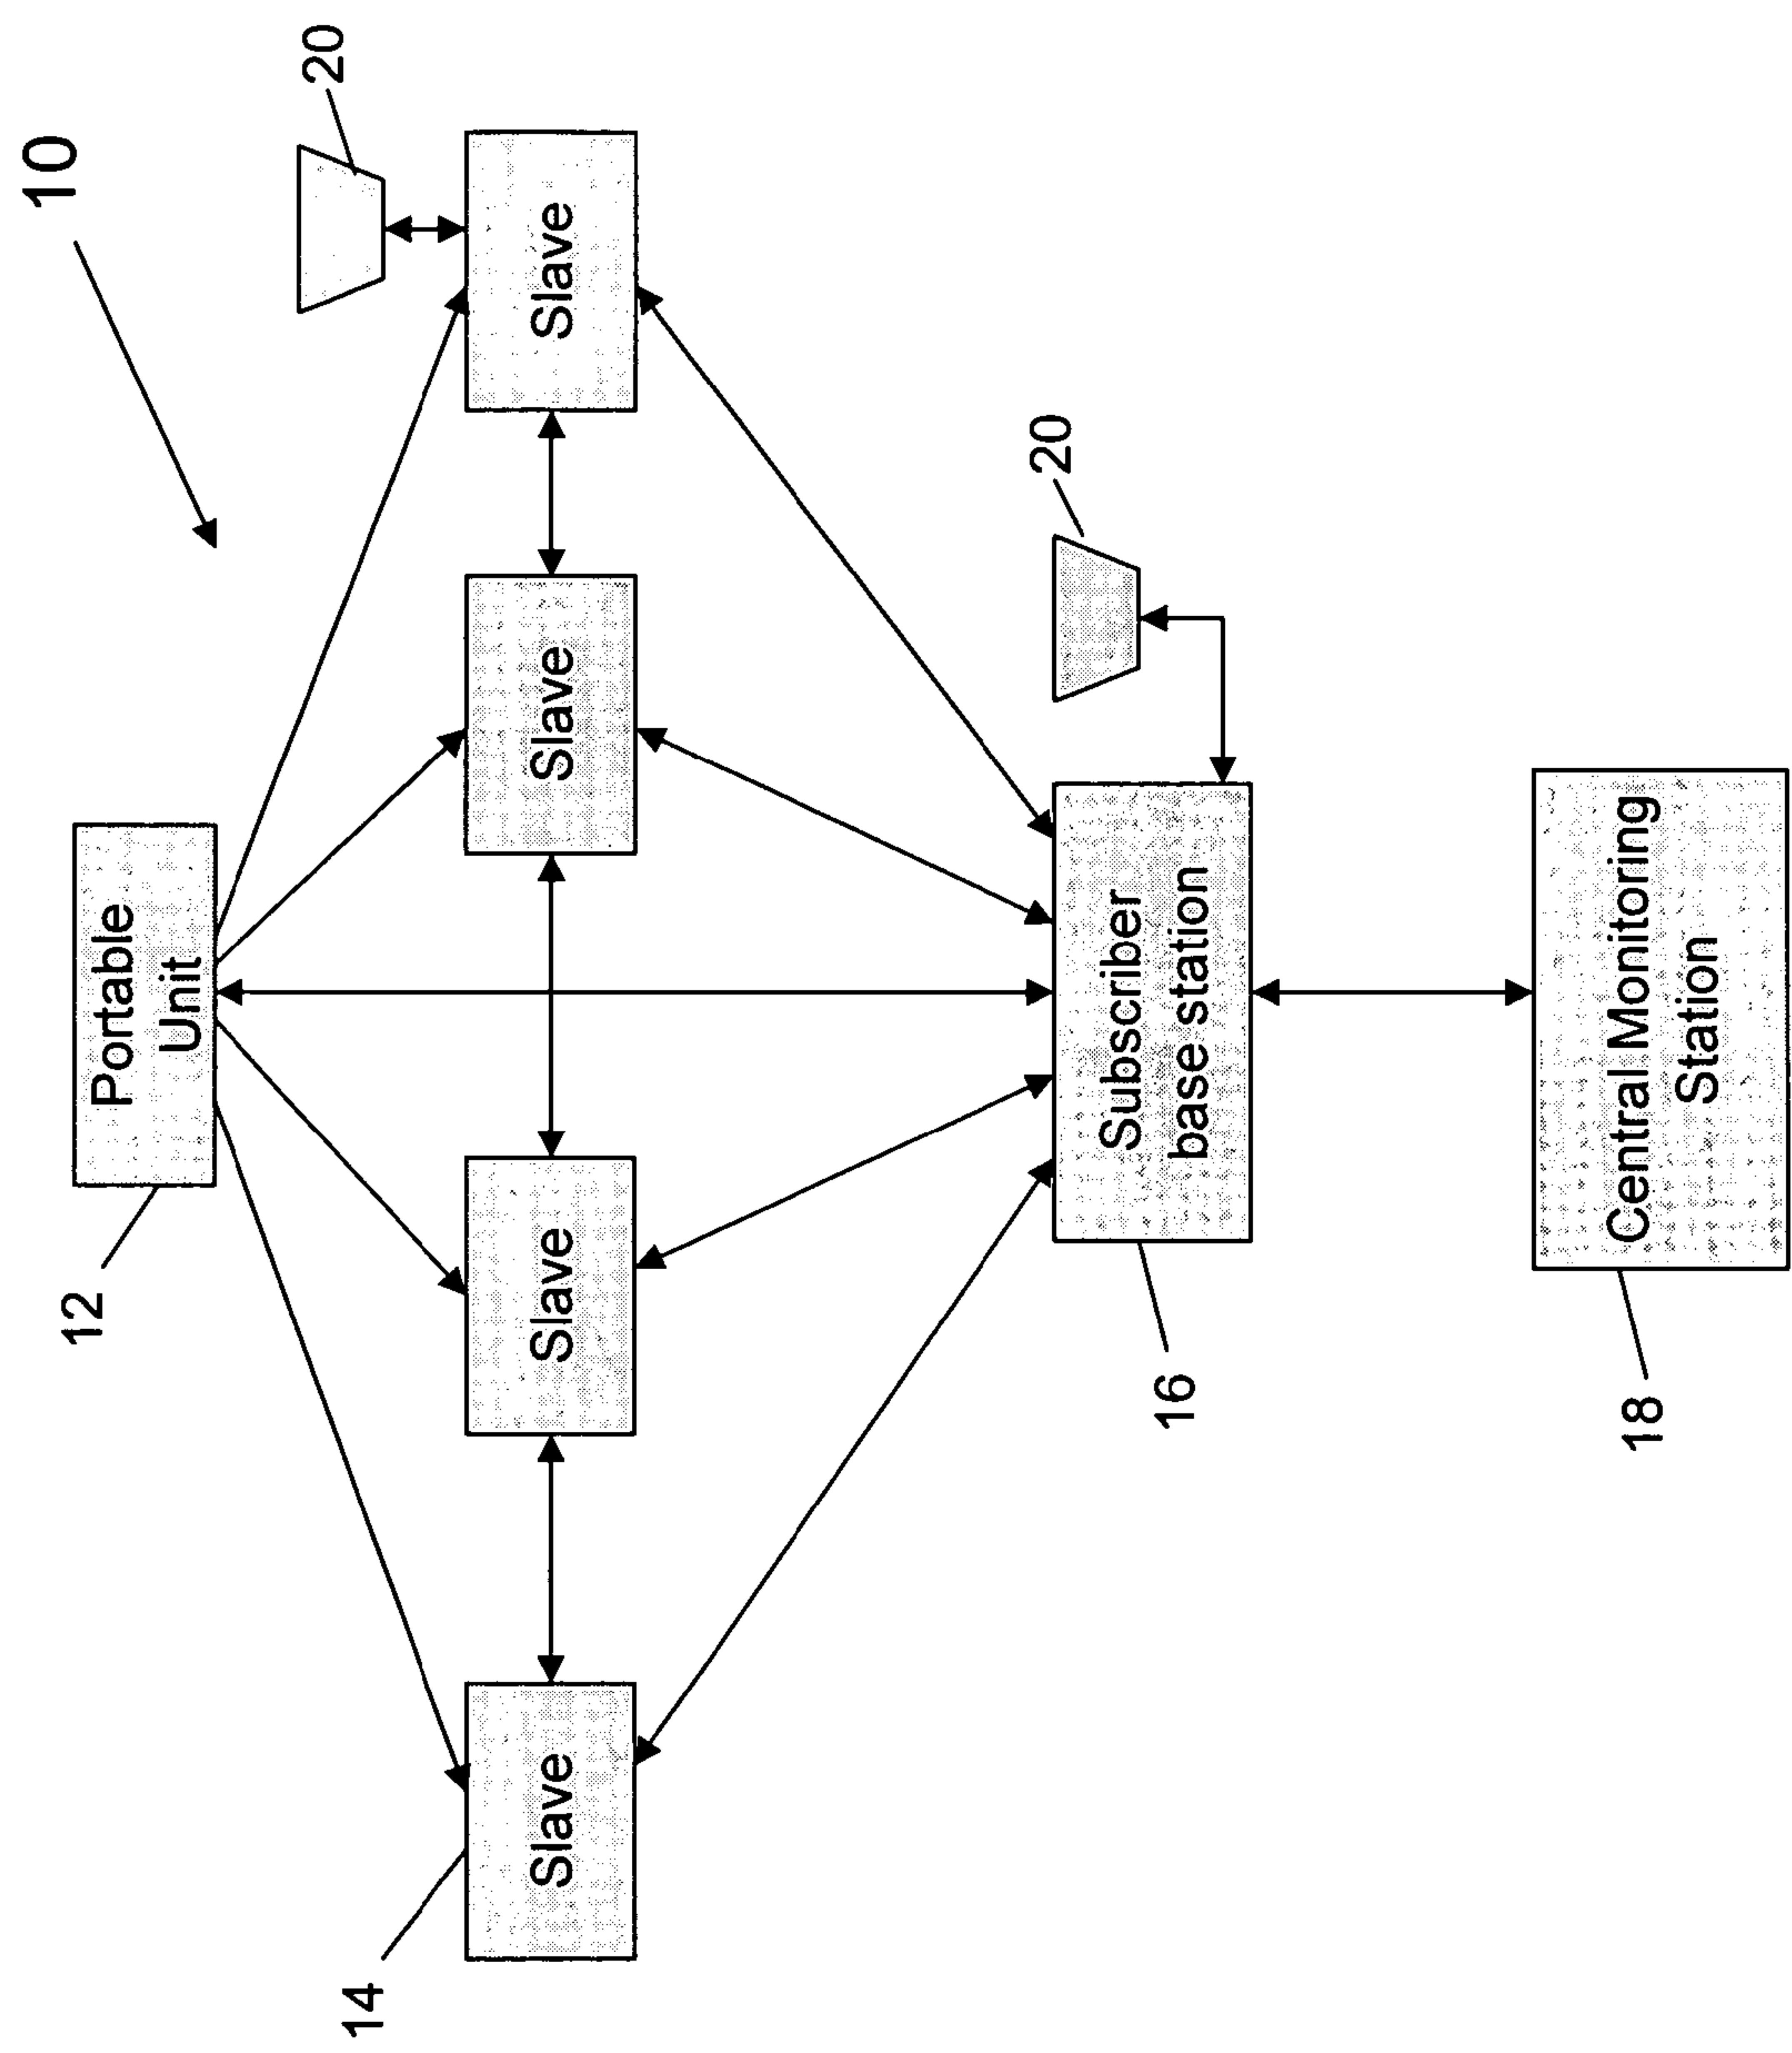 10
20
12
Portable
Unit
14
Slave
Slave
Slave
Slave
20
16
Subscriber
base station
18
Central Monitoring
Station